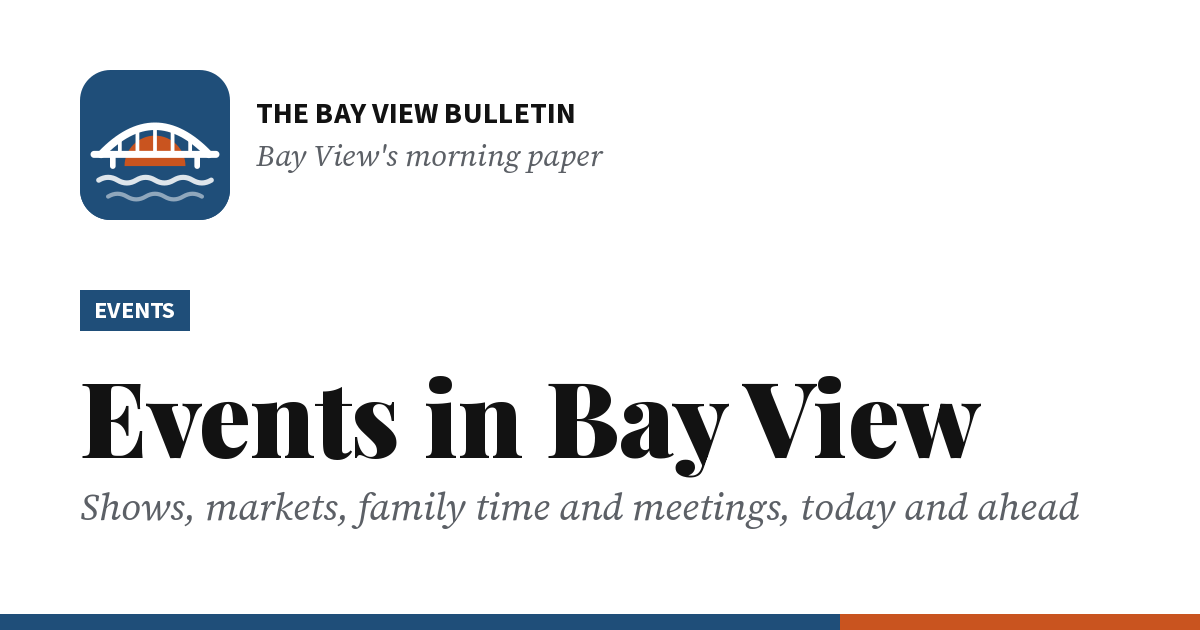 THE BAY VIEW BULLETIN
Bay View's morning paper
EVENTS
Events in Bay View
Shows, markets, family time and meetings, today and ahead